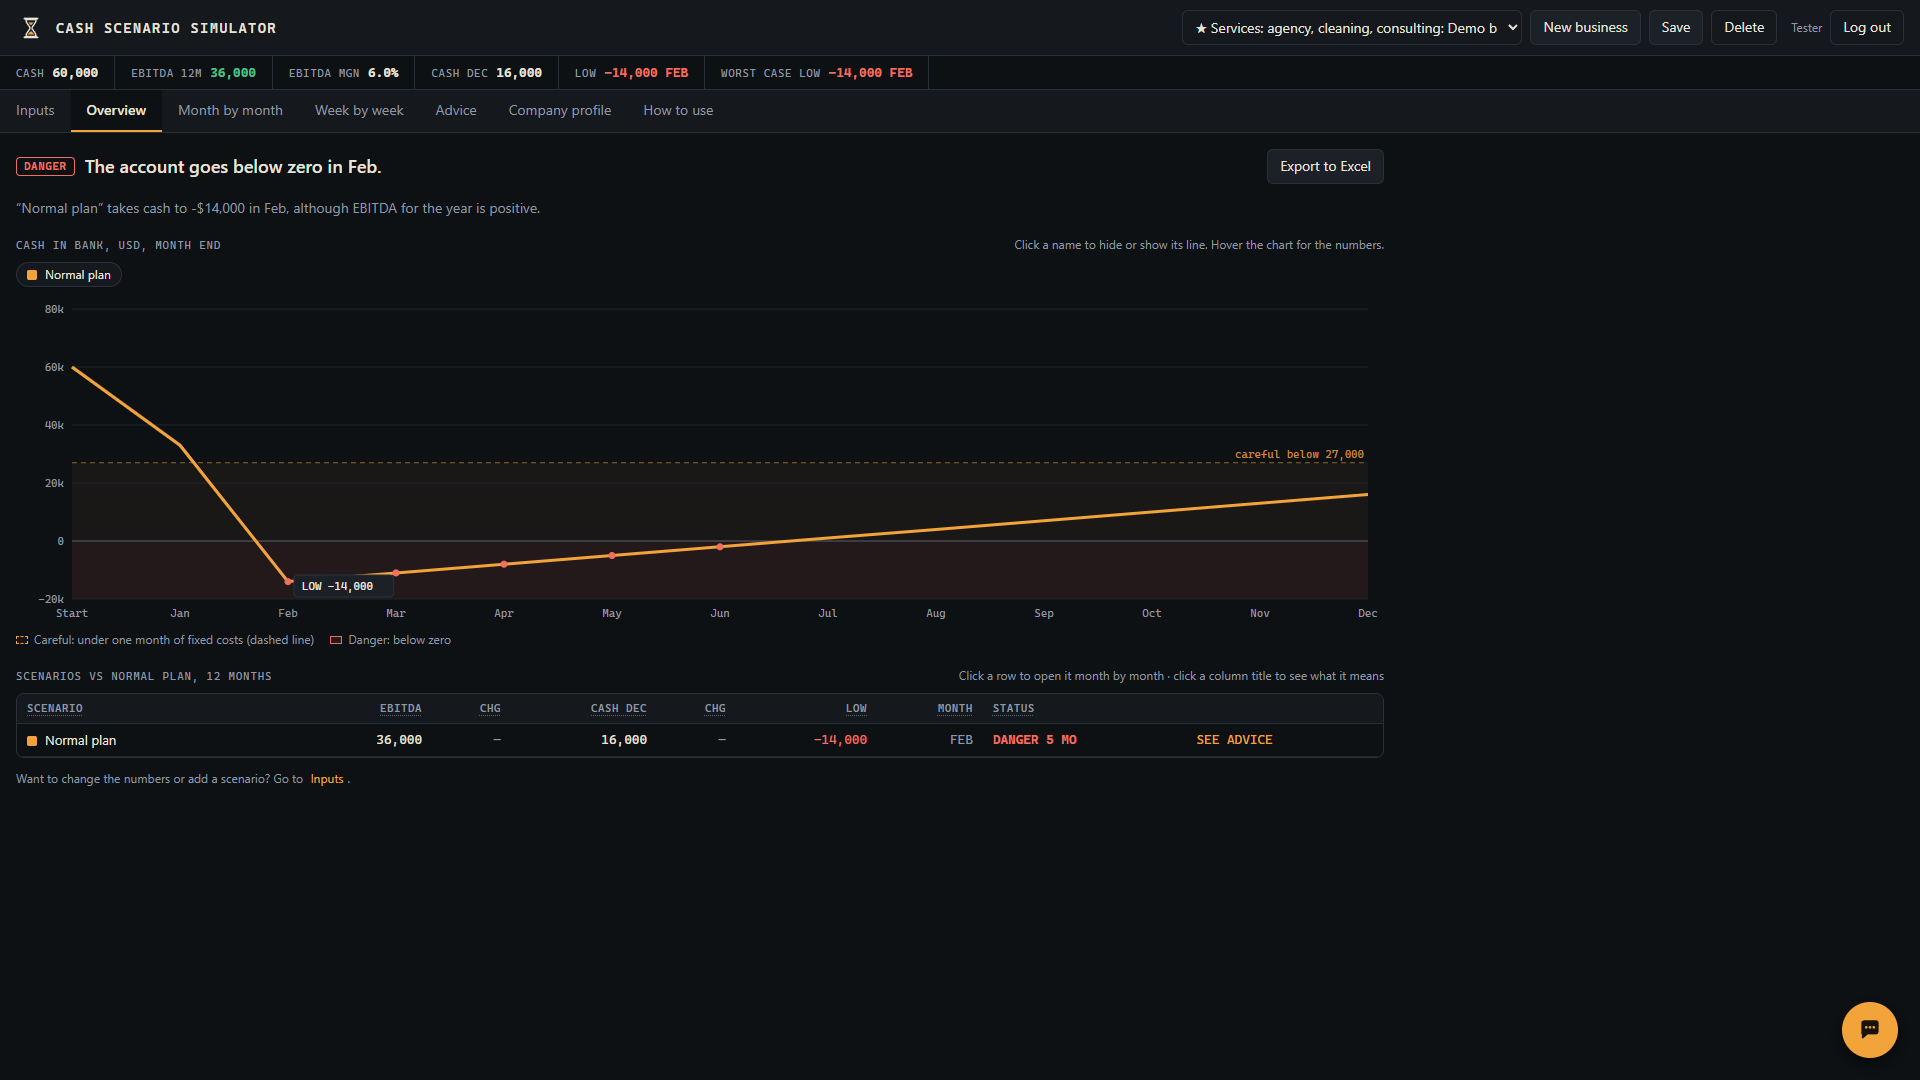 CASH SCENARIO SIMULATOR
★ Services: agency, cleaning, consulting: Demo b
New business
Save
Delete
Tester
Log out
CASH 60,000
EBITDA 12M 36,000
EBITDA MGN 6.0%
CASH DEC 16,000
LOW −14,000 FEB
WORST CASE LOW −14,000 FEB
Inputs
Overview
Month by month
Week by week
Advice
Company profile
How to use
DANGER The account goes below zero in Feb.
Export to Excel
“Normal plan” takes cash to -$14,000 in Feb, although EBITDA for the year is positive.
CASH IN BANK, USD, MONTH END
Click a name to hide or show its line. Hover the chart for the numbers.
Normal plan
80k
60k
40k
careful below 27,000
20k
0
LOW −14,000
−20k
Start Jan Feb Mar Apr May Jun Jul Aug Sep Oct Nov Dec
Careful: under one month of fixed costs (dashed line)
Danger: below zero
SCENARIOS VS NORMAL PLAN, 12 MONTHS
Click a row to open it month by month · click a column title to see what it means
SCENARIO EBITDA CHG CASH DEC CHG LOW MONTH STATUS
Normal plan 36,000 — 16,000 — −14,000 FEB DANGER 5 MO SEE ADVICE
Want to change the numbers or add a scenario? Go to Inputs .